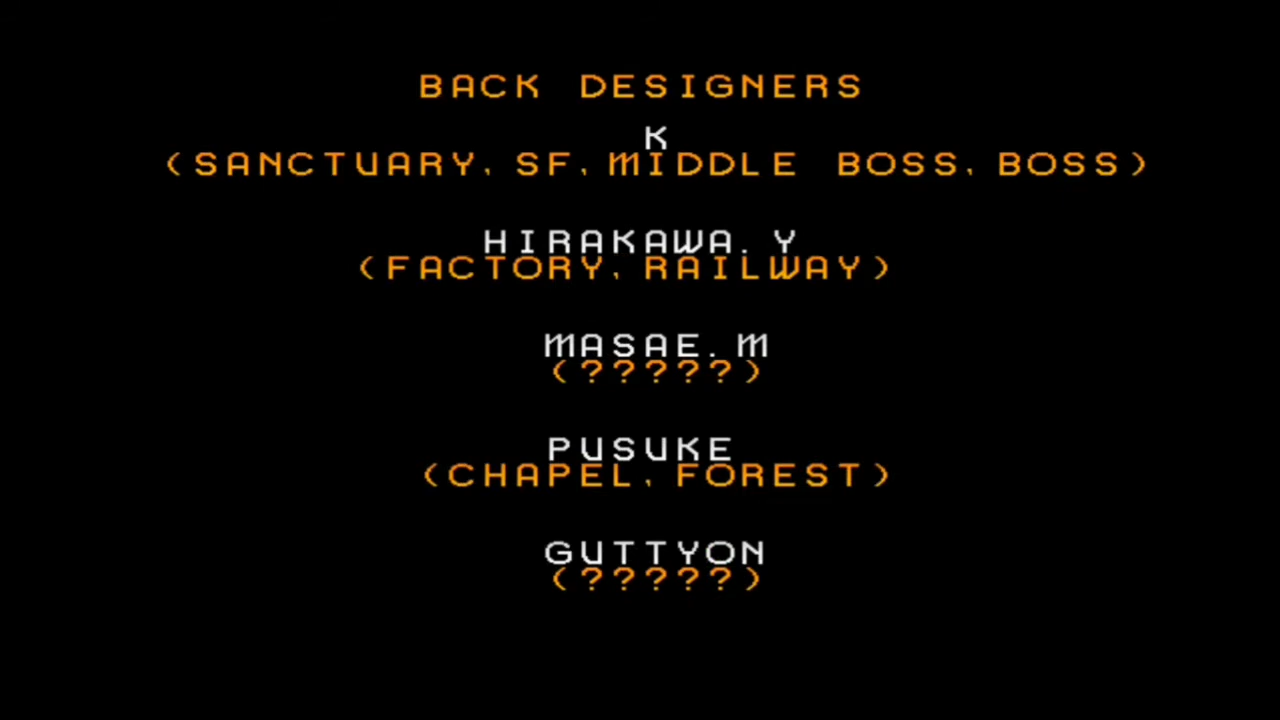 BACK DESIGNERS
K
(SANCTUARY, SF, MIDDLE BOSS, BOSS)
HIRAKAWA. Y
(FACTORY, RAILWAY)
MASAE. M
(?????)
PUSUKE
(CHAPEL, FOREST)
GUTTYON
(?????)